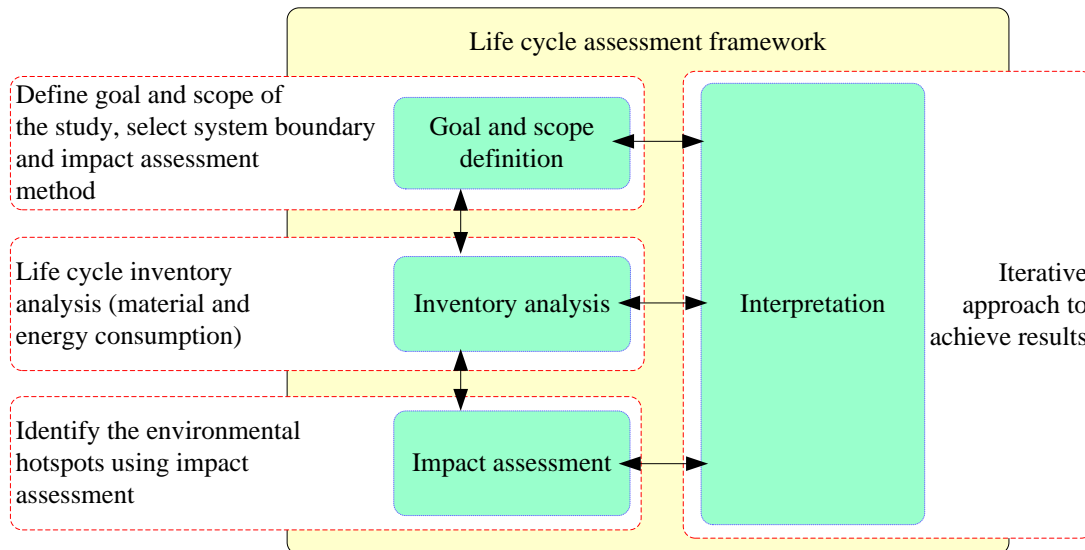 Life cycle assessment framework
Define goal and scope of
the study, select system boundary
and impact assessment
method
Goal and scope
definition
Life cycle inventory
analysis (material and
energy consumption)
Inventory analysis
Interpretation
Iterative
approach to
achieve results
Identify the environmental
hotspots using impact
assessment
Impact assessment